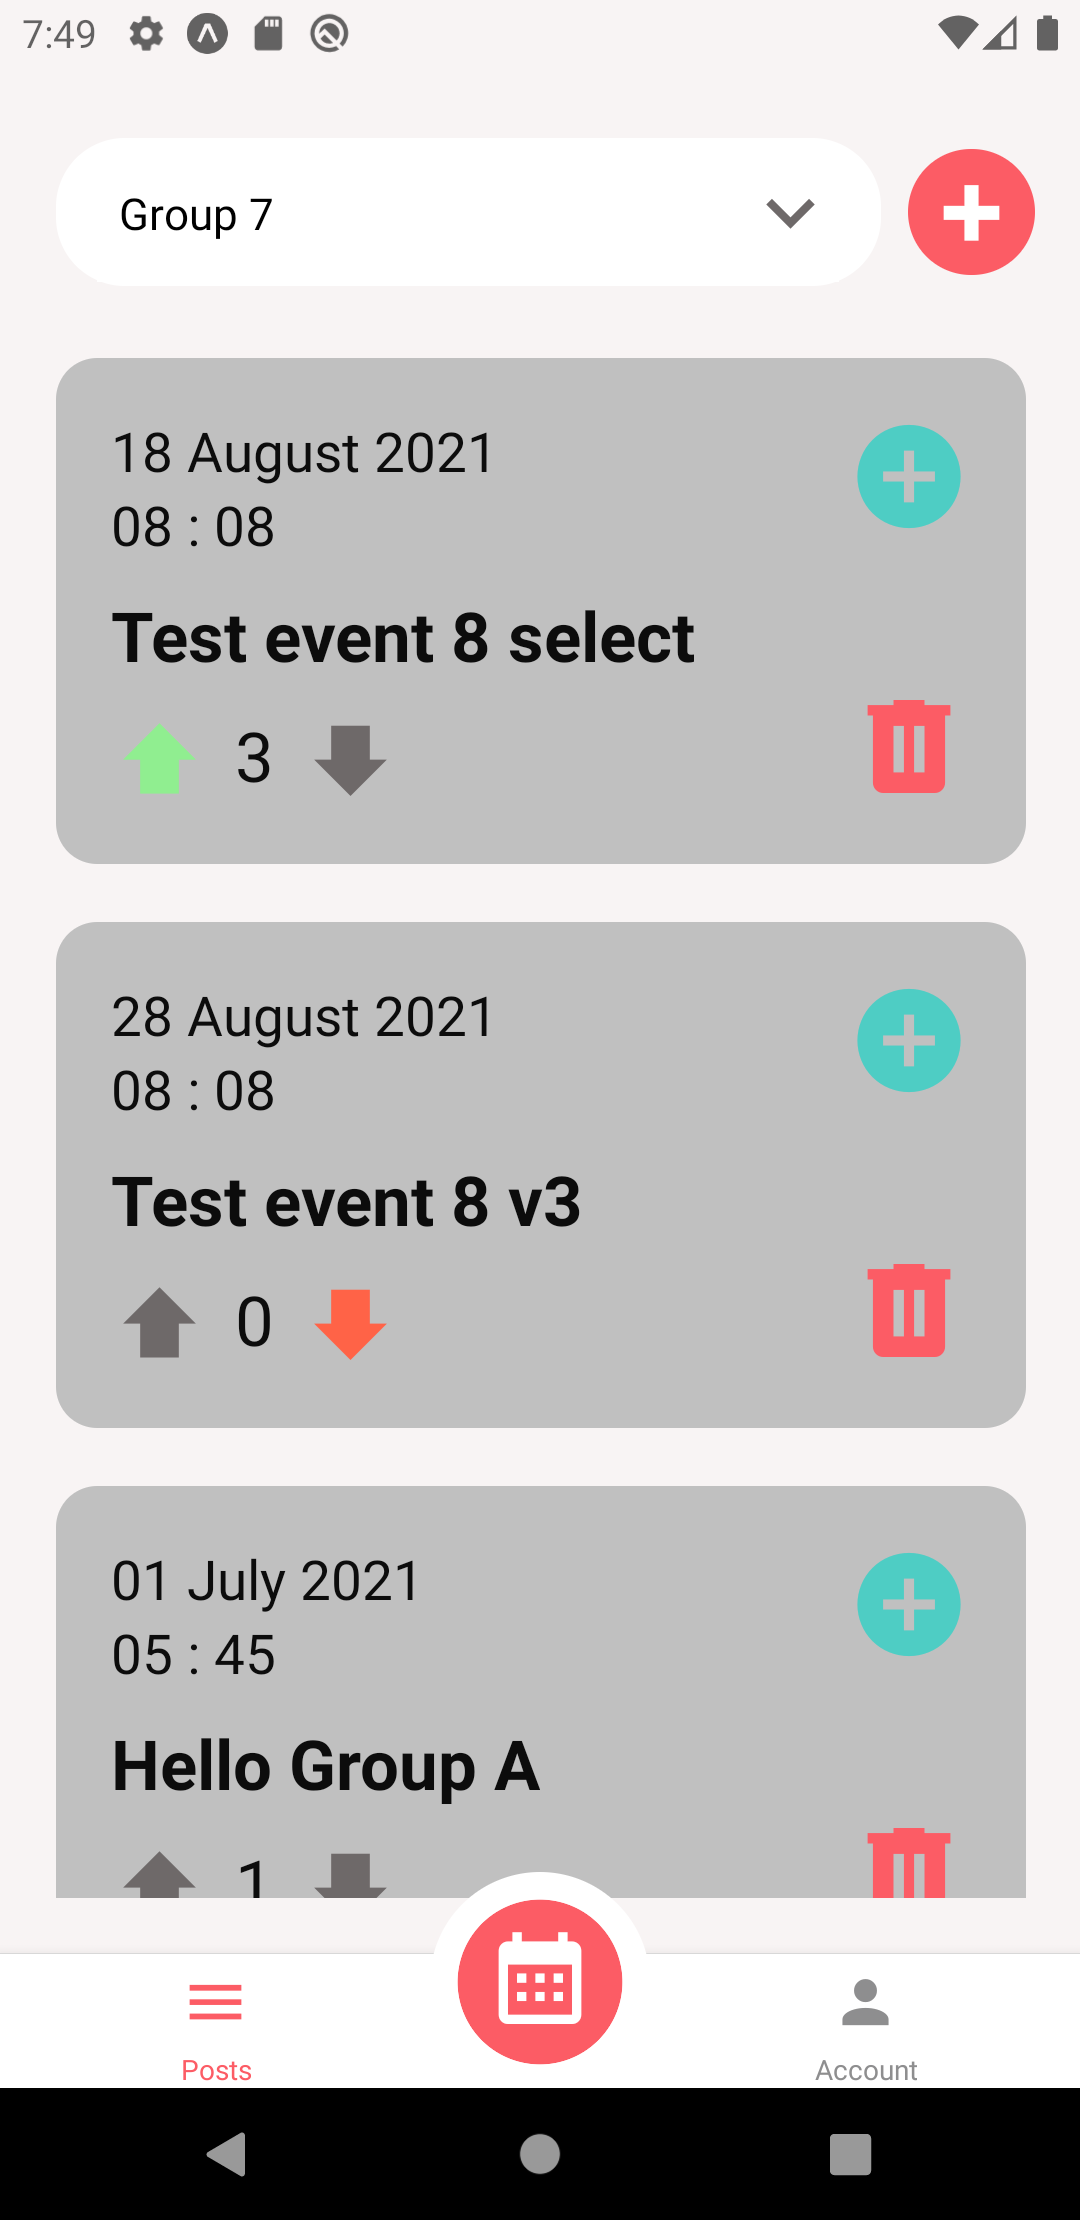 7:49
Group 7
18 August 2021
08 : 08
Test event 8 select
3
28 August 2021
08 : 08
Test event 8 v3
0
01 July 2021
05 : 45
Hello Group A
1
Posts
Account